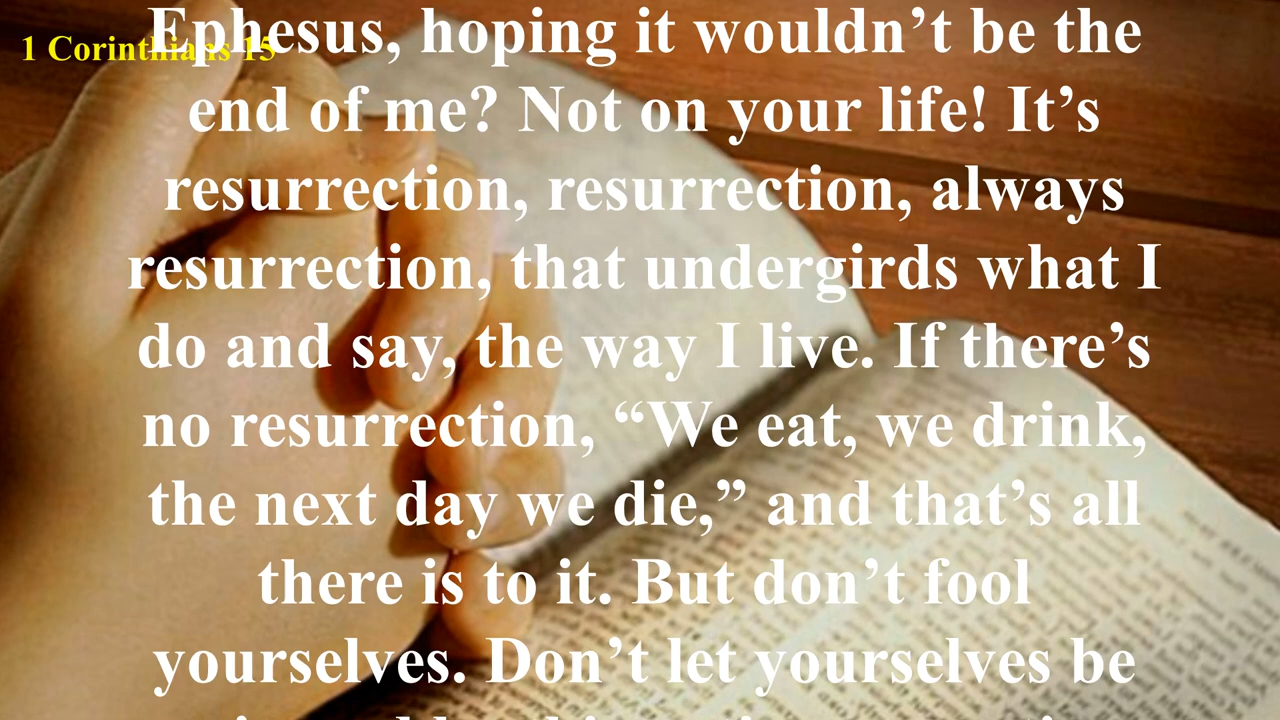 1 Corinthians 15
Ephesus, hoping it wouldn’t be the
end of me? Not on your life! It’s
resurrection, resurrection, always
resurrection, that undergirds what I
do and say, the way I live. If there’s
no resurrection, “We eat, we drink,
the next day we die,” and that’s all
there is to it. But don’t fool
yourselves. Don’t let yourselves be